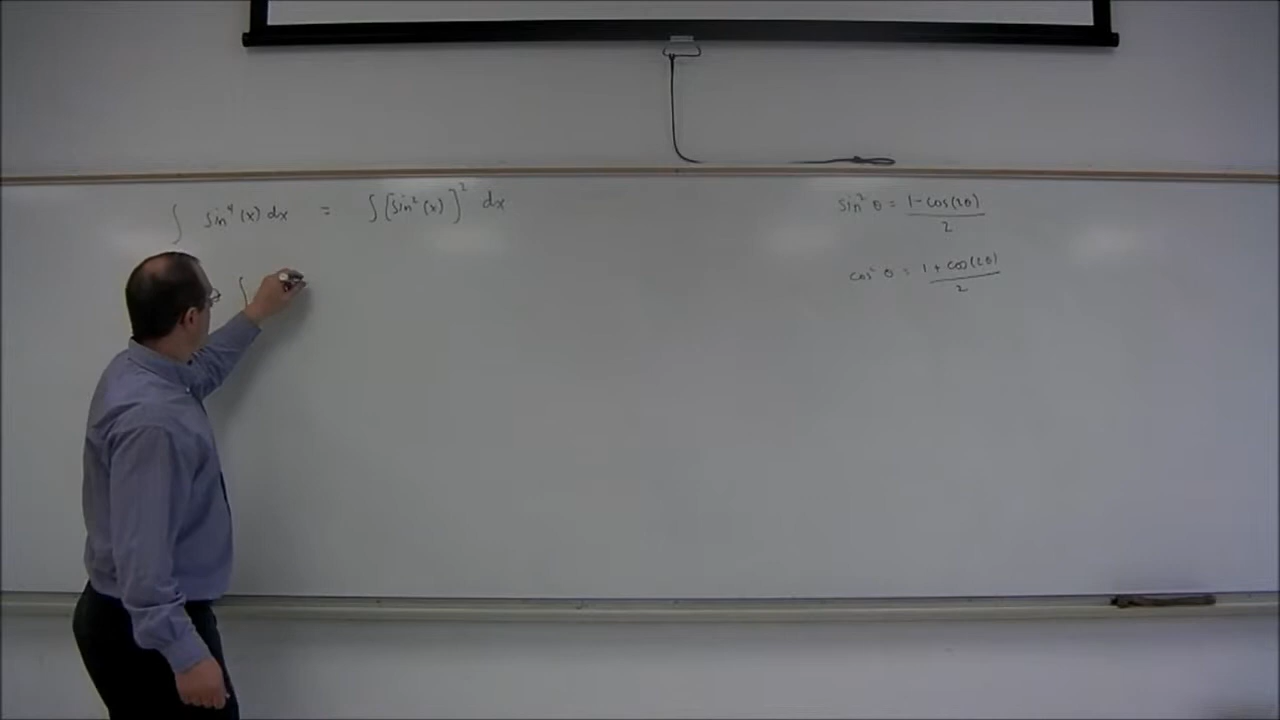 ∫ sin⁴(x) dx = ∫ [sin²(x)]² dx
∫
sin² θ = 1-cos(2θ) / 2
cos² θ = 1 + cos(2θ) / 2